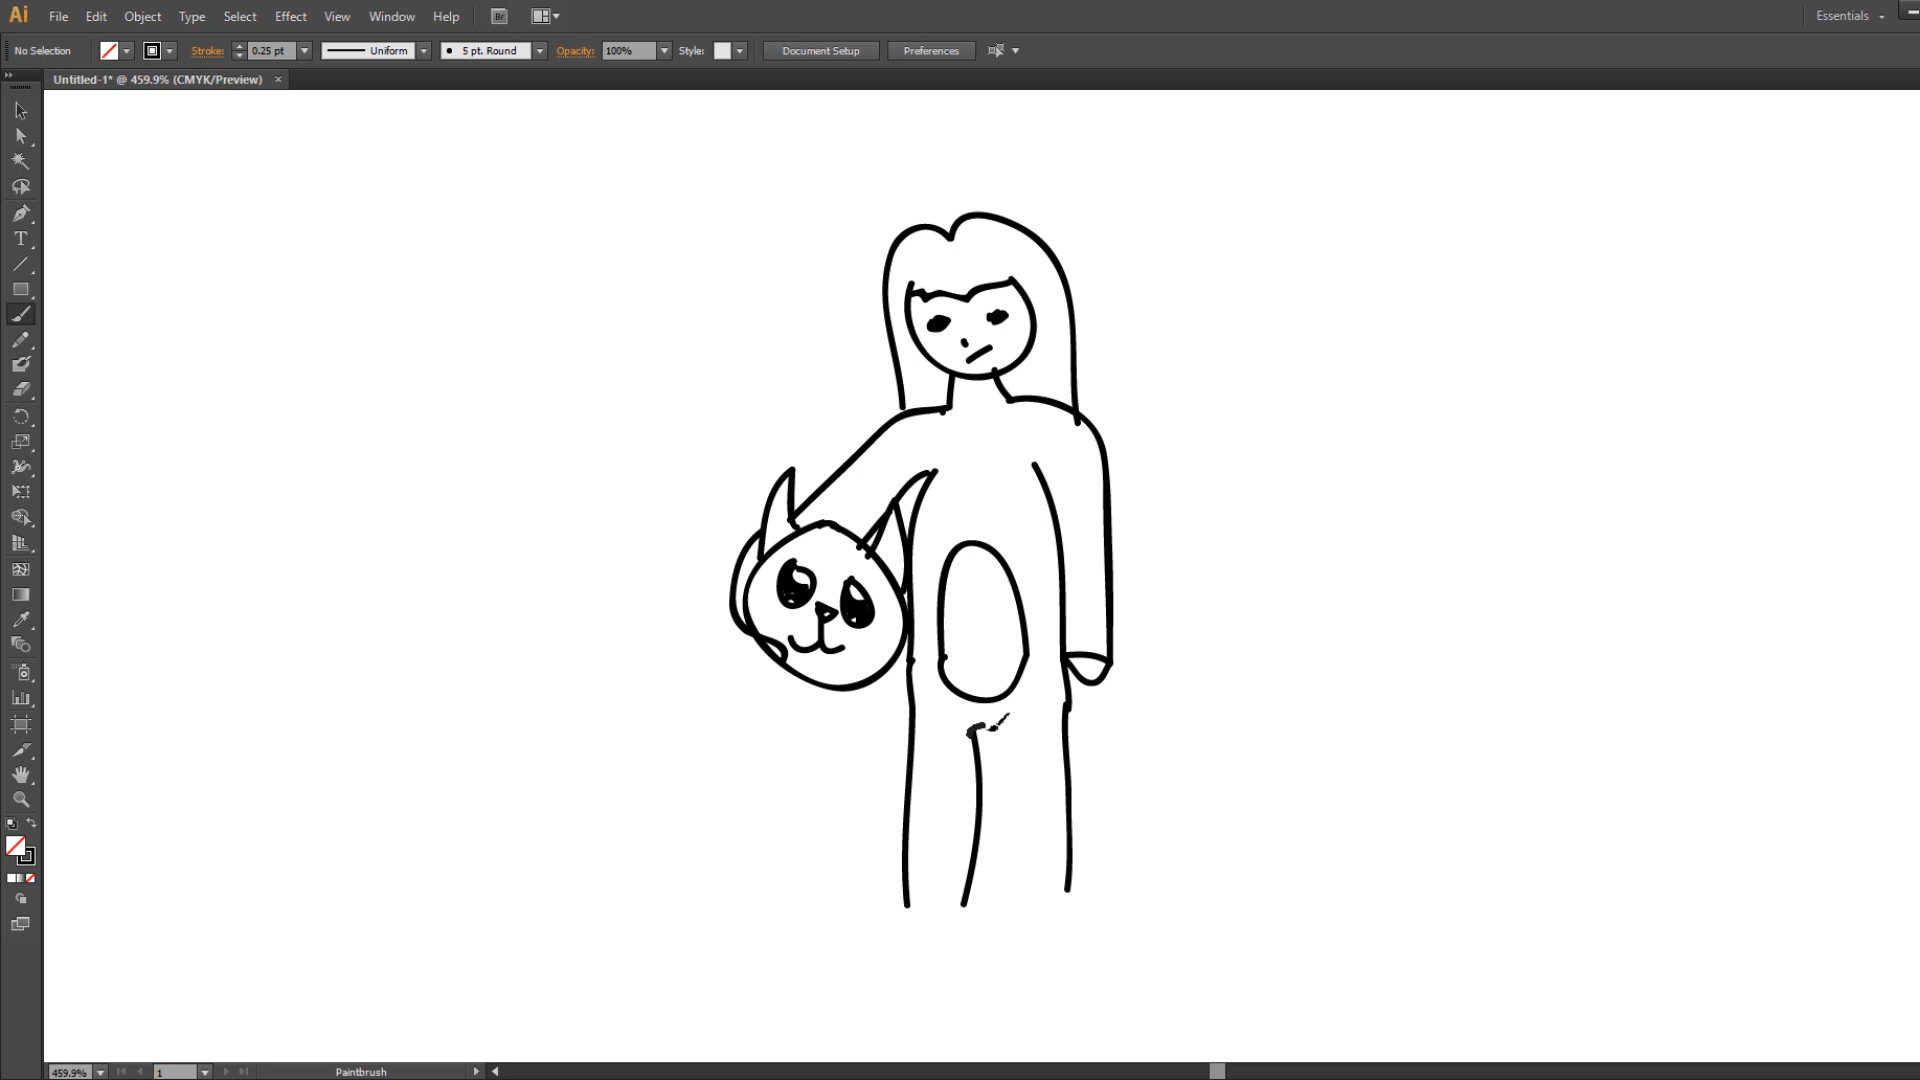 Ai File Edit Object Type Select Effect View Window Help Br Essentials
No Selection Stroke: 0.25 pt Uniform 5 pt. Round Opacity: 100% Style: Document Setup Preferences
Untitled-1* @ 459.9% (CMYK/Preview) ×
T
459.9% 1 Paintbrush